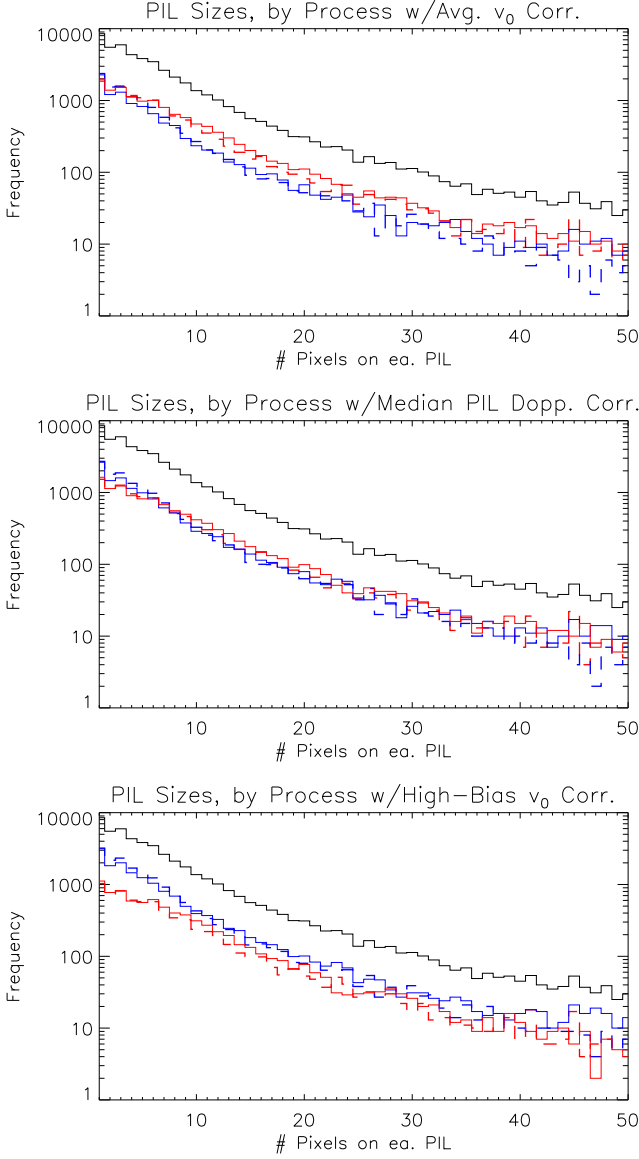 PIL Sizes, by Process w/Avg. v₀ Corr.
10000
1000
100
10
1
Frequency
10 20 30 40 50
# Pixels on ea. PIL
PIL Sizes, by Process w/Median PIL Dopp. Corr.
10000
1000
100
10
1
Frequency
10 20 30 40 50
# Pixels on ea. PIL
PIL Sizes, by Process w/High-Bias v₀ Corr.
10000
1000
100
10
1
Frequency
10 20 30 40 50
# Pixels on ea. PIL